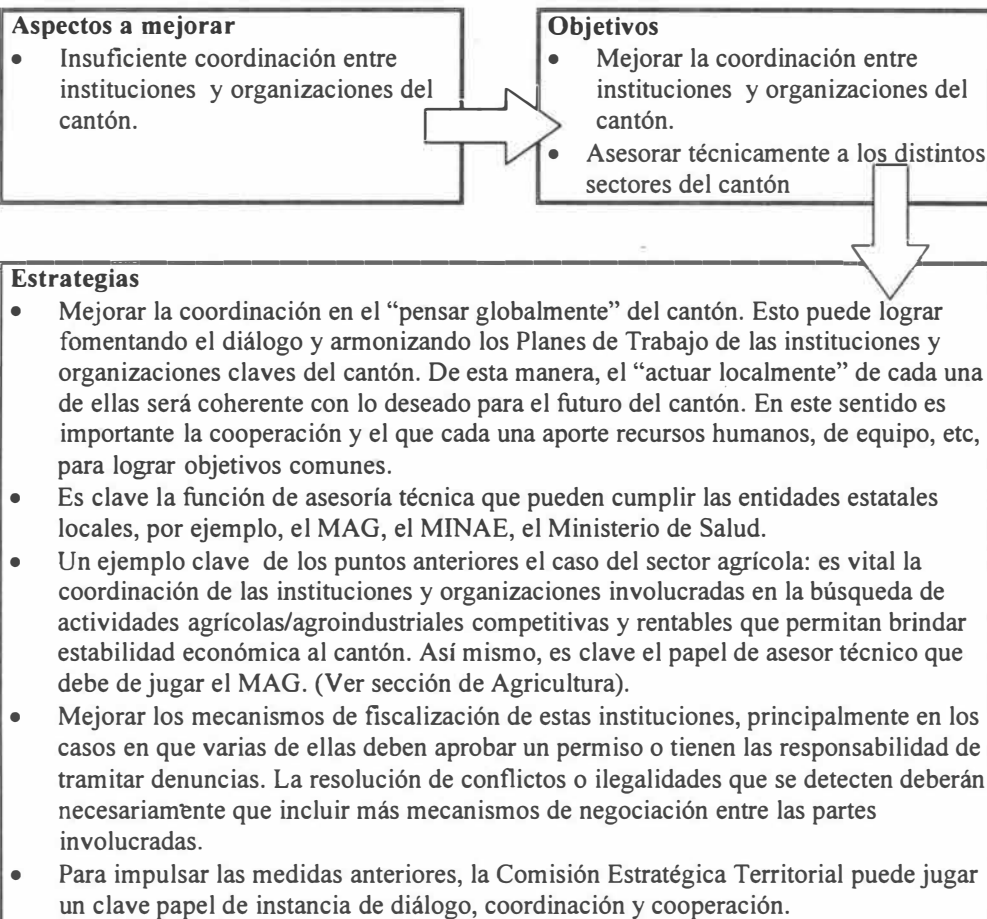 Aspectos a mejorar
• Insuficiente coordinación entre
instituciones y organizaciones del
cantón.
Objetivos
• Mejorar la coordinación entre
instituciones y organizaciones del
cantón.
• Asesorar técnicamente a los distintos
sectores del cantón
Estrategias
• Mejorar la coordinación en el “pensar globalmente” del cantón. Esto puede lograr
fomentando el diálogo y armonizando los Planes de Trabajo de las instituciones y
organizaciones claves del cantón. De esta manera, el “actuar localmente” de cada una
de ellas será coherente con lo deseado para el futuro del cantón. En este sentido es
importante la cooperación y el que cada una aporte recursos humanos, de equipo, etc,
para lograr objetivos comunes.
• Es clave la función de asesoría técnica que pueden cumplir las entidades estatales
locales, por ejemplo, el MAG, el MINAE, el Ministerio de Salud.
• Un ejemplo clave de los puntos anteriores el caso del sector agrícola: es vital la
coordinación de las instituciones y organizaciones involucradas en la búsqueda de
actividades agrícolas/agroindustriales competitivas y rentables que permitan brindar
estabilidad económica al cantón. Así mismo, es clave el papel de asesor técnico que
debe de jugar el MAG. (Ver sección de Agricultura).
• Mejorar los mecanismos de fiscalización de estas instituciones, principalmente en los
casos en que varias de ellas deben aprobar un permiso o tienen las responsabilidad de
tramitar denuncias. La resolución de conflictos o ilegalidades que se detecten deberán
necesariamente que incluir más mecanismos de negociación entre las partes
involucradas.
• Para impulsar las medidas anteriores, la Comisión Estratégica Territorial puede jugar
un clave papel de instancia de diálogo, coordinación y cooperación.